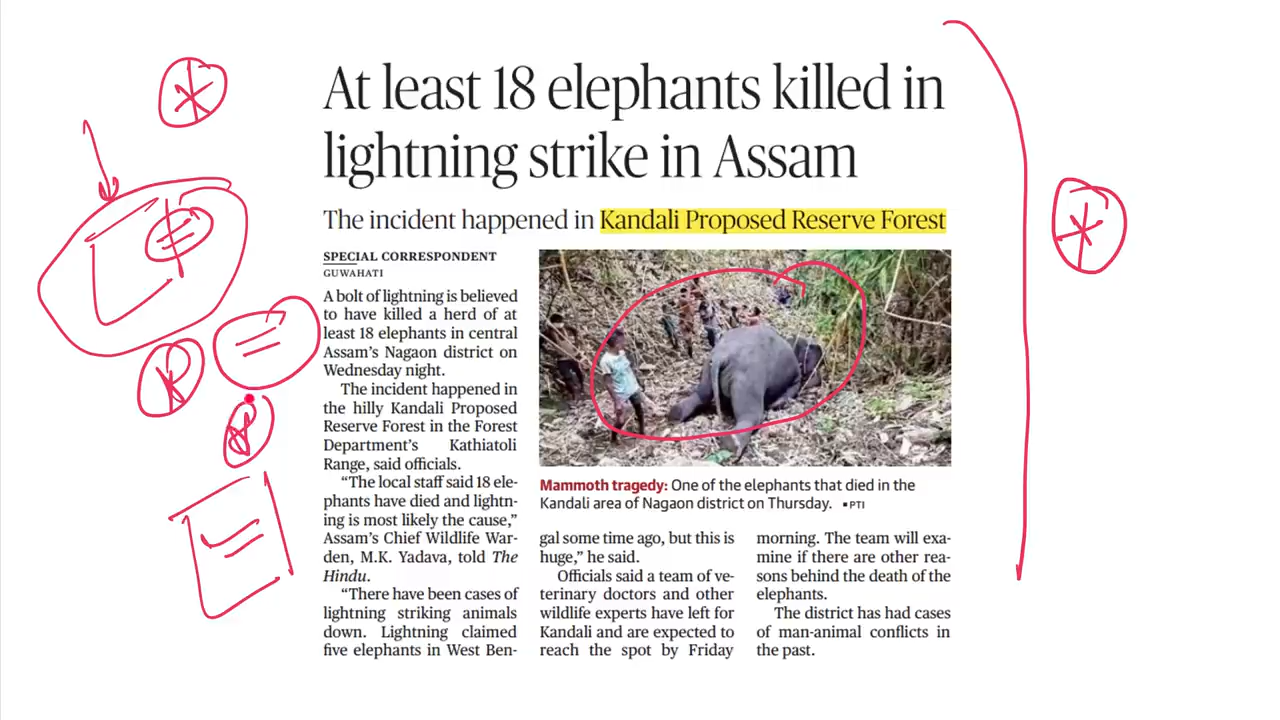 At least 18 elephants killed in
lightning strike in Assam
The incident happened in Kandali Proposed Reserve Forest
SPECIAL CORRESPONDENT
GUWAHATI
A bolt of lightning is believed
to have killed a herd of at
least 18 elephants in central
Assam's Nagaon district on
Wednesday night.
The incident happened in
the hilly Kandali Proposed
Reserve Forest in the Forest
Department's Kathiatoli
Range, said officials.
"The local staff said 18 ele-
phants have died and lightn-
ing is most likely the cause,"
Assam's Chief Wildlife War-
den, M.K. Yadava, told The
Hindu.
"There have been cases of
lightning striking animals
down. Lightning claimed
five elephants in West Ben-
Mammoth tragedy: One of the elephants that died in the
Kandali area of Nagaon district on Thursday. ▪PTI
gal some time ago, but this is
huge," he said.
Officials said a team of ve-
terinary doctors and other
wildlife experts have left for
Kandali and are expected to
reach the spot by Friday
morning. The team will exa-
mine if there are other rea-
sons behind the death of the
elephants.
The district has had cases
of man-animal conflicts in
the past.